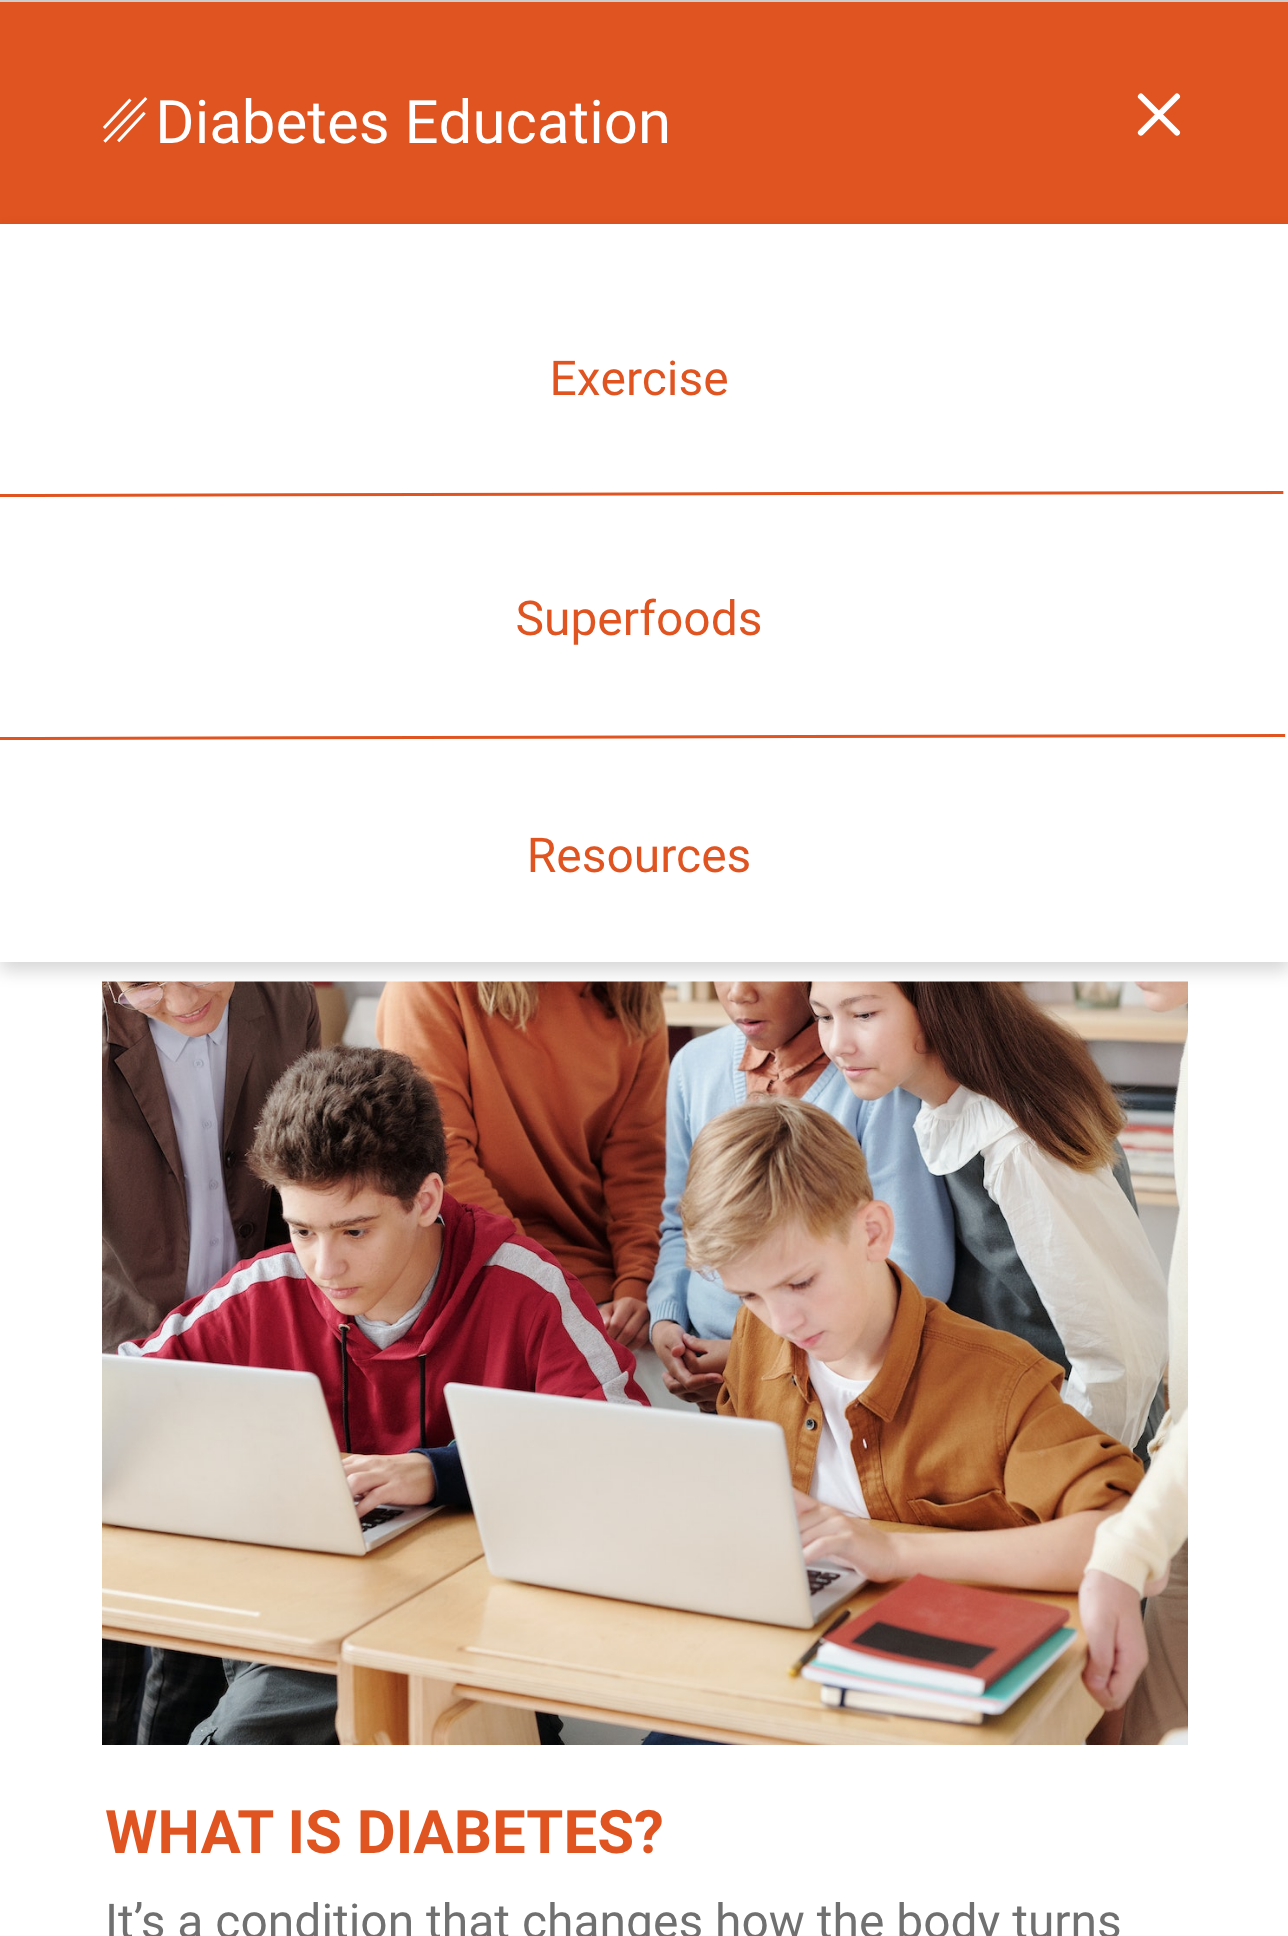 Diabetes Education
Exercise
Superfoods
Resources
WHAT IS DIABETES?
It’s a condition that changes how the body turns